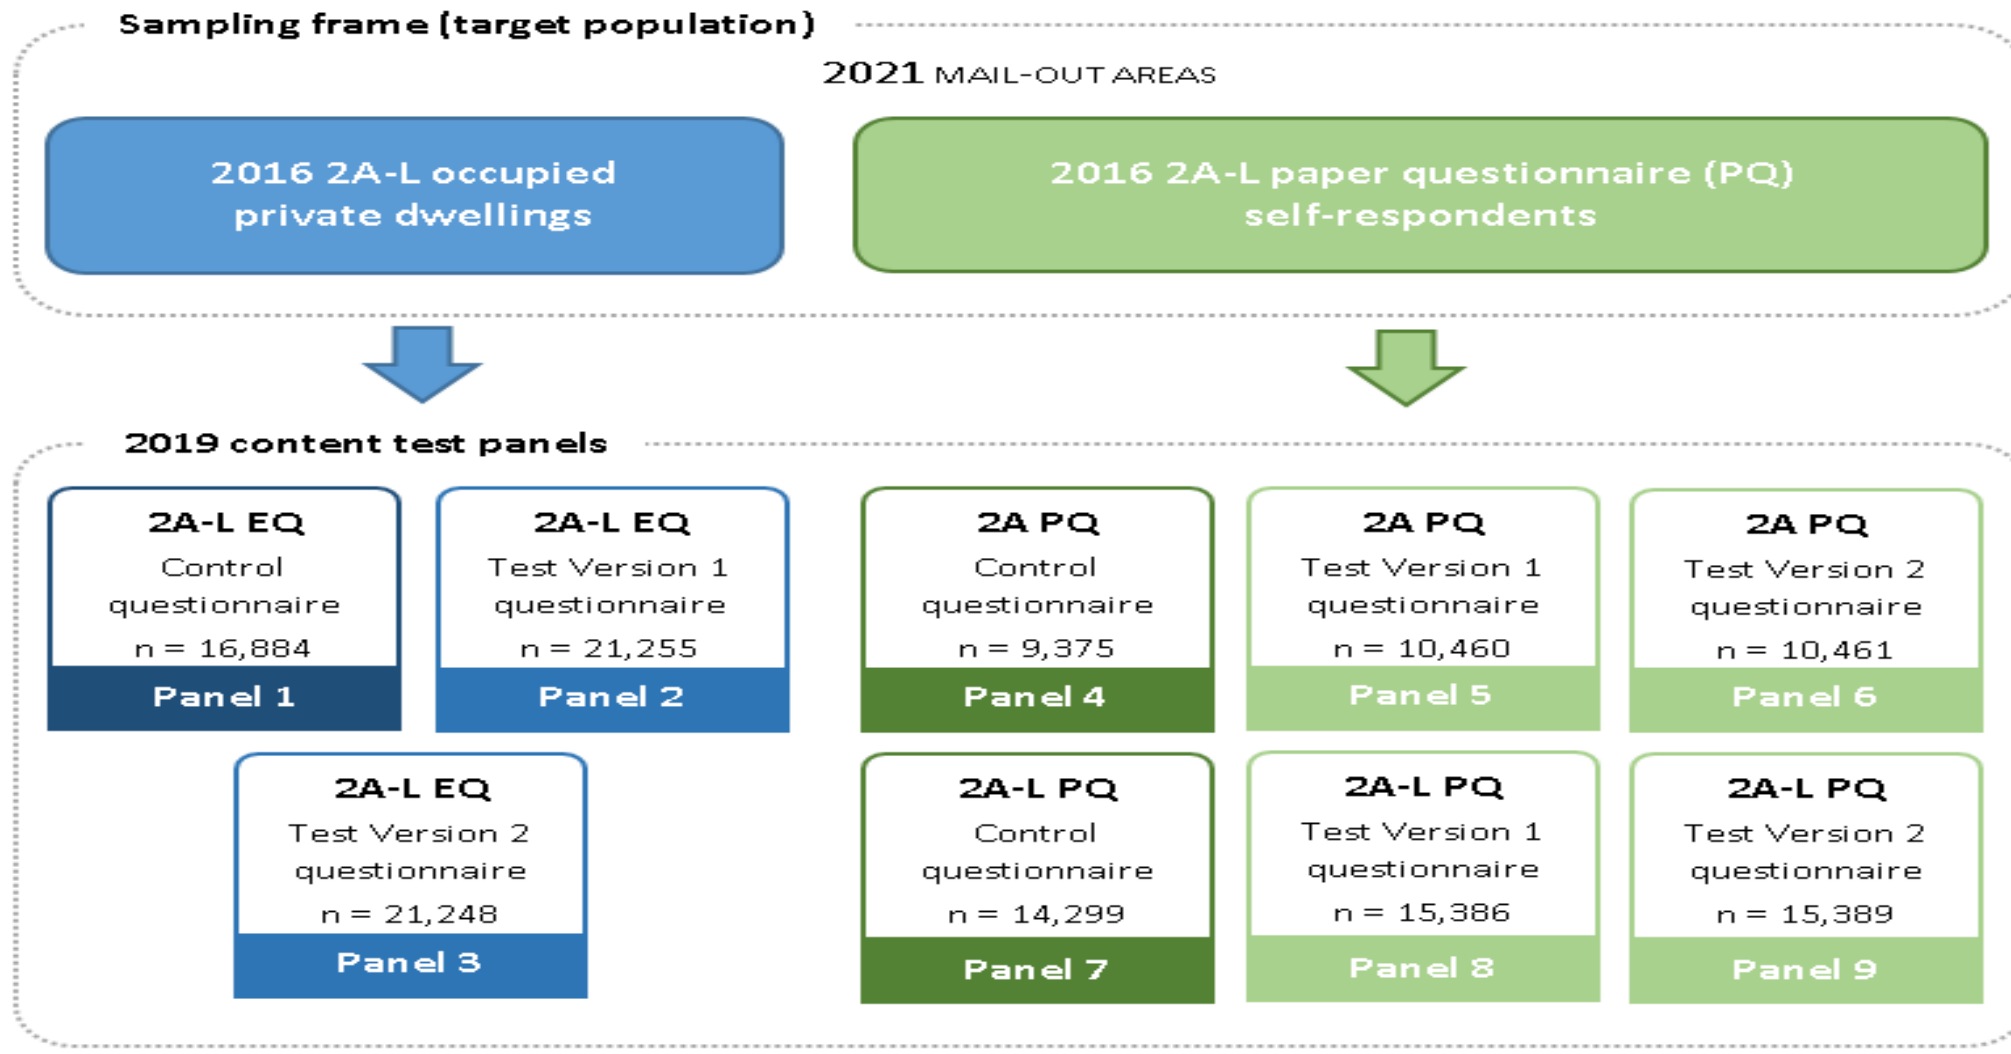 Sampling frame (target population)
2021 MAIL-OUT AREAS
2016 2A-L occupied
private dwellings
2016 2A-L paper questionnaire (PQ)
self-respondents
2019 content test panels
2A-L EQ
Control
questionnaire
n = 16,884
Panel 1
2A-L EQ
Test Version 1
questionnaire
n = 21,255
Panel 2
2A-L EQ
Test Version 2
questionnaire
n = 21,248
Panel 3
2A PQ
Control
questionnaire
n = 9,375
Panel 4
2A PQ
Test Version 1
questionnaire
n = 10,460
Panel 5
2A PQ
Test Version 2
questionnaire
n = 10,461
Panel 6
2A-L PQ
Control
questionnaire
n = 14,299
Panel 7
2A-L PQ
Test Version 1
questionnaire
n = 15,386
Panel 8
2A-L PQ
Test Version 2
questionnaire
n = 15,389
Panel 9